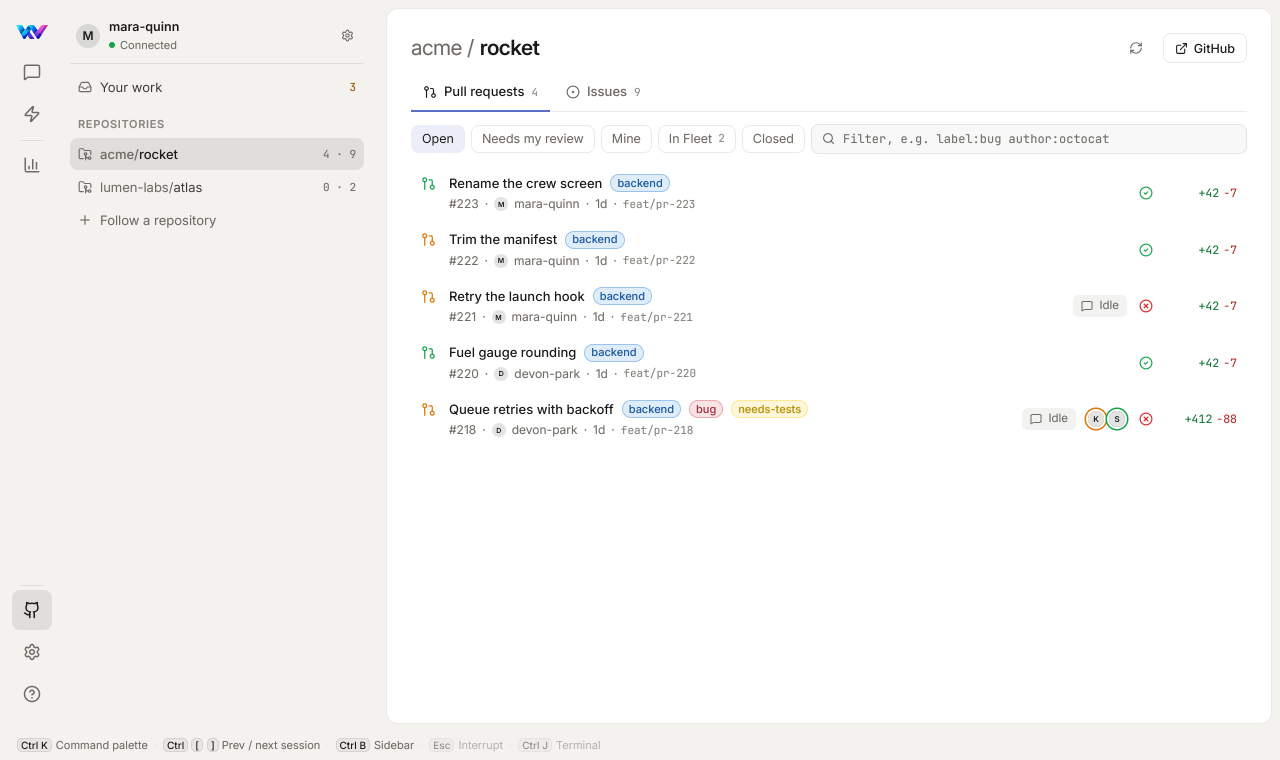 M mara-quinn
Connected
Your work 3
REPOSITORIES
acme/rocket 4 · 9
lumen-labs/atlas 0 · 2
Follow a repository
acme / rocket
GitHub
Pull requests 4 Issues 9
Open Needs my review Mine In Fleet 2 Closed Filter, e.g. label:bug author:octocat
Rename the crew screen backend
#223 · M mara-quinn · 1d · feat/pr-223
+42 -7
Trim the manifest backend
#222 · M mara-quinn · 1d · feat/pr-222
+42 -7
Retry the launch hook backend
#221 · M mara-quinn · 1d · feat/pr-221
Idle +42 -7
Fuel gauge rounding backend
#220 · D devon-park · 1d · feat/pr-220
+42 -7
Queue retries with backoff backend bug needs-tests
#218 · D devon-park · 1d · feat/pr-218
Idle K S +412 -88
Ctrl K Command palette · Ctrl [ ] Prev / next session · Ctrl B Sidebar · Esc Interrupt · Ctrl J Terminal